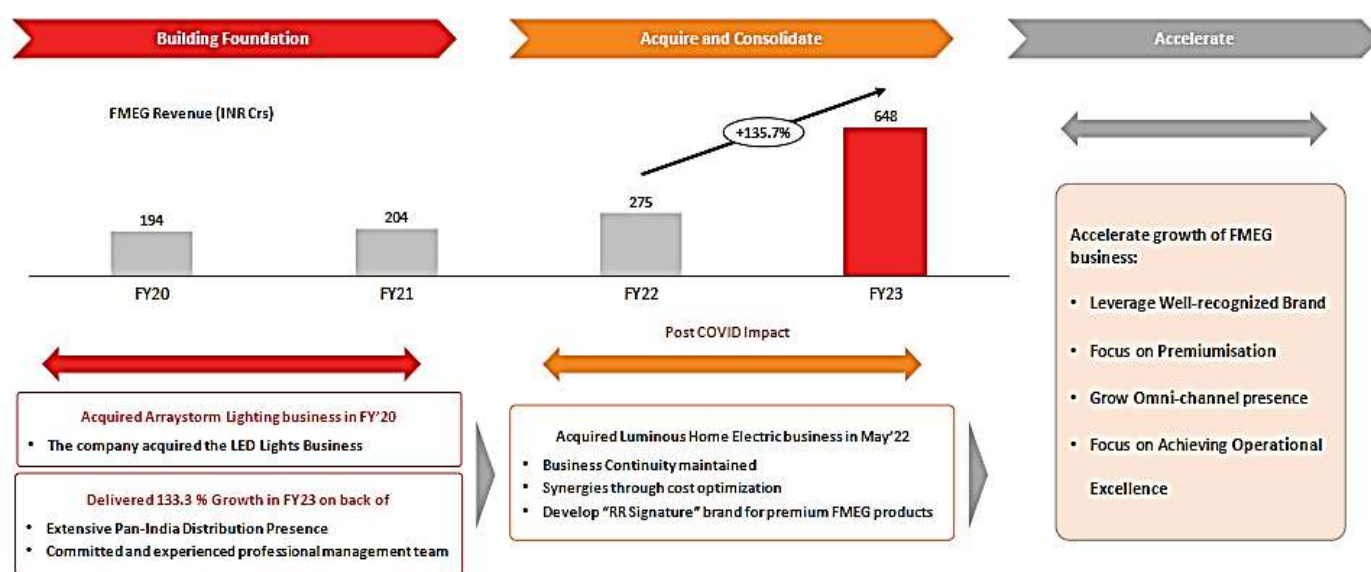 Building Foundation
Acquire and Consolidate
Accelerate
FMEG Revenue (INR Crs)
+135.7%
648
194
204
275
FY20
FY21
FY22
FY23
Post COVID Impact
Acquired Arraystorm Lighting business in FY'20
• The company acquired the LED Lights Business
Delivered 133.3 % Growth in FY23 on back of
• Extensive Pan-India Distribution Presence
• Committed and experienced professional management team
Acquired Luminous Home Electric business in May'22
• Business Continuity maintained
• Synergies through cost optimization
• Develop "RR Signature" brand for premium FMEG products
Accelerate growth of FMEG
business:
• Leverage Well-recognized Brand
• Focus on Premiumisation
• Grow Omni-channel presence
• Focus on Achieving Operational
Excellence